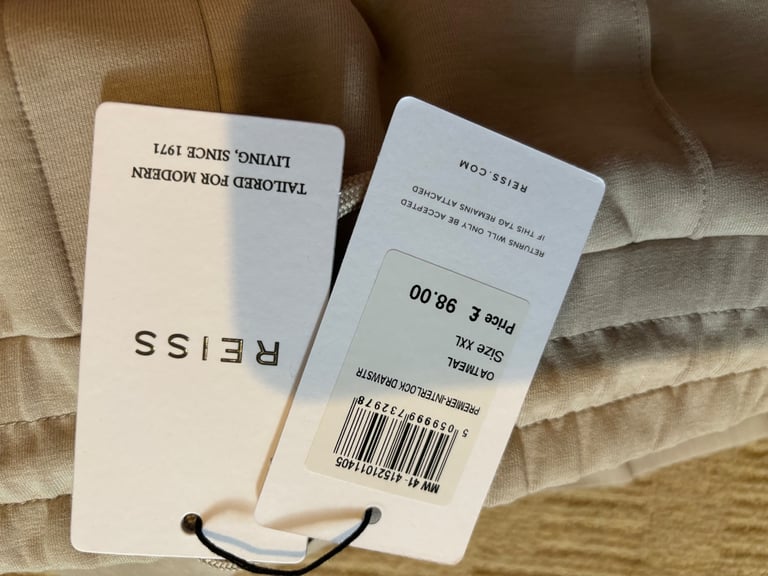 REISS
TAILORED FOR MODERN
LIVING, SINCE 1971
MW 41-41521011405
5 059999 732978
PREMIER-INTERLOCK DRAWSTR
OATMEAL
Size XXL
Price £ 98.00
RETURNS WILL ONLY BE ACCEPTED
IF THIS TAG REMAINS ATTACHED
REISS.COM